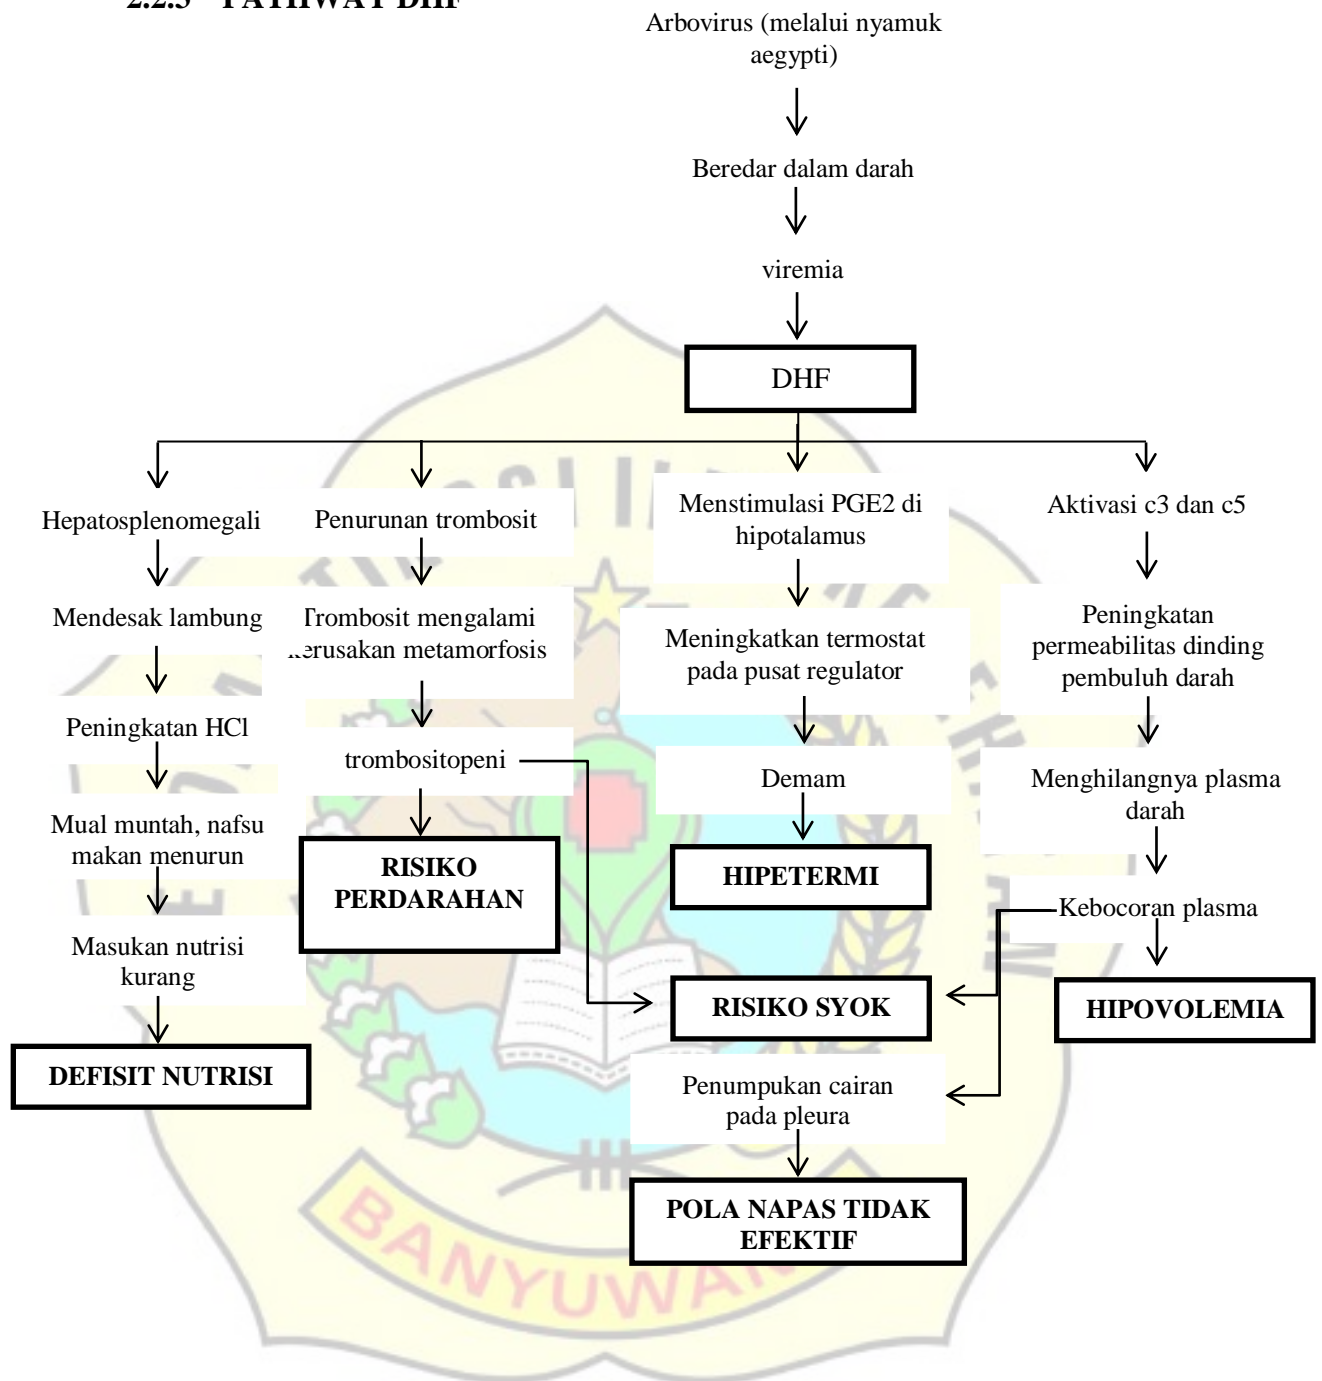 2.2.3 PATHWAY DHF
Arbovirus (melalui nyamuk
aegypti)
Beredar dalam darah
viremia
DHF
Hepatosplenomegali
Mendesak lambung
Peningkatan HCl
Mual muntah, nafsu
makan menurun
Masukan nutrisi
kurang
DEFISIT NUTRISI
Penurunan trombosit
Trombosit mengalami
kerusakan metamorfosis
trombositopeni
RISIKO
PERDARAHAN
Menstimulasi PGE2 di
hipotalamus
Meningkatkan termostat
pada pusat regulator
Demam
HIPETERMI
RISIKO SYOK
Penumpukan cairan
pada pleura
POLA NAPAS TIDAK
EFEKTIF
Aktivasi c3 dan c5
Peningkatan
permeabilitas dinding
pembuluh darah
Menghilangnya plasma
darah
Kebocoran plasma
HIPOVOLEMIA